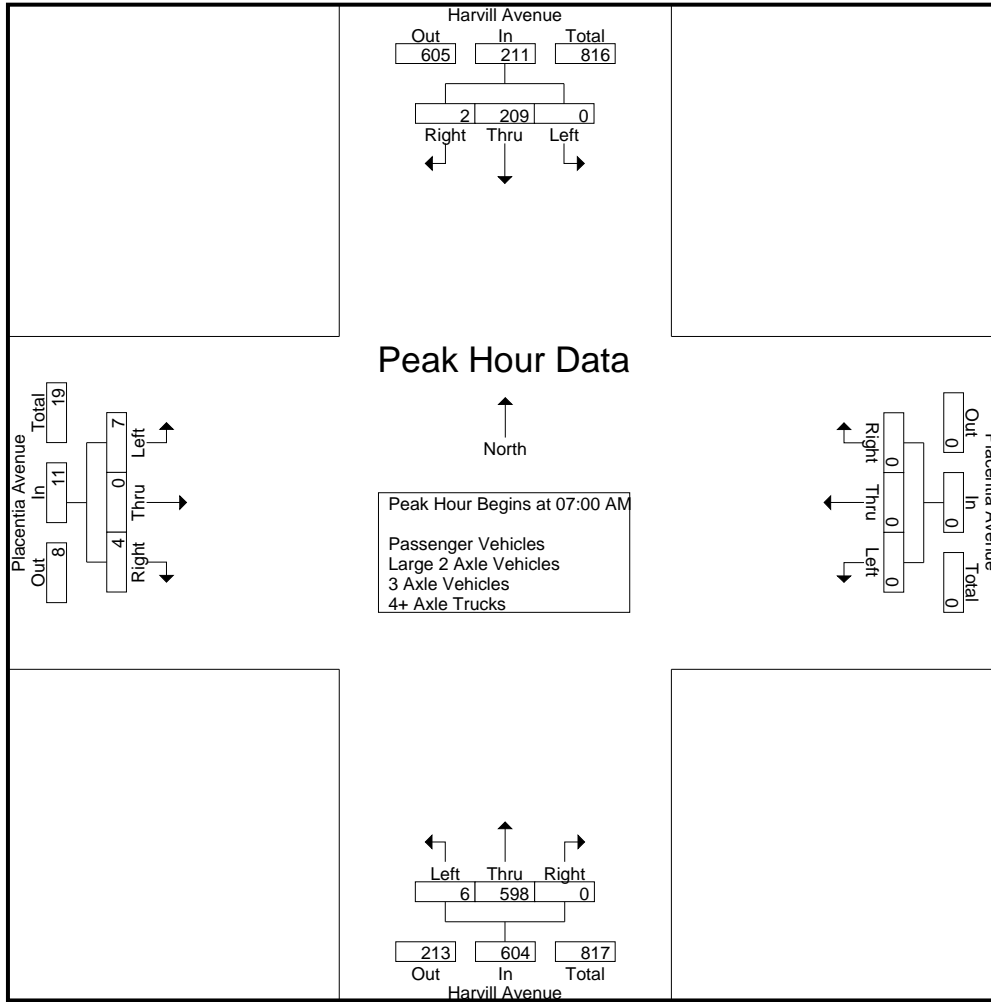 Harvill Avenue
Out In Total
605 211 816
2 209 0
Right Thru Left
Peak Hour Data
North
Peak Hour Begins at 07:00 AM
Passenger Vehicles
Large 2 Axle Vehicles
3 Axle Vehicles
4+ Axle Trucks
Placentia Avenue
Out In Total
8 11 19
7 0 4
Left Thru Right
Placentia Avenue
Out In Total
0 0 0
0 0 0
Right Thru Left
Left Thru Right
6 598 0
213 604 817
Out In Total
Harvill Avenue